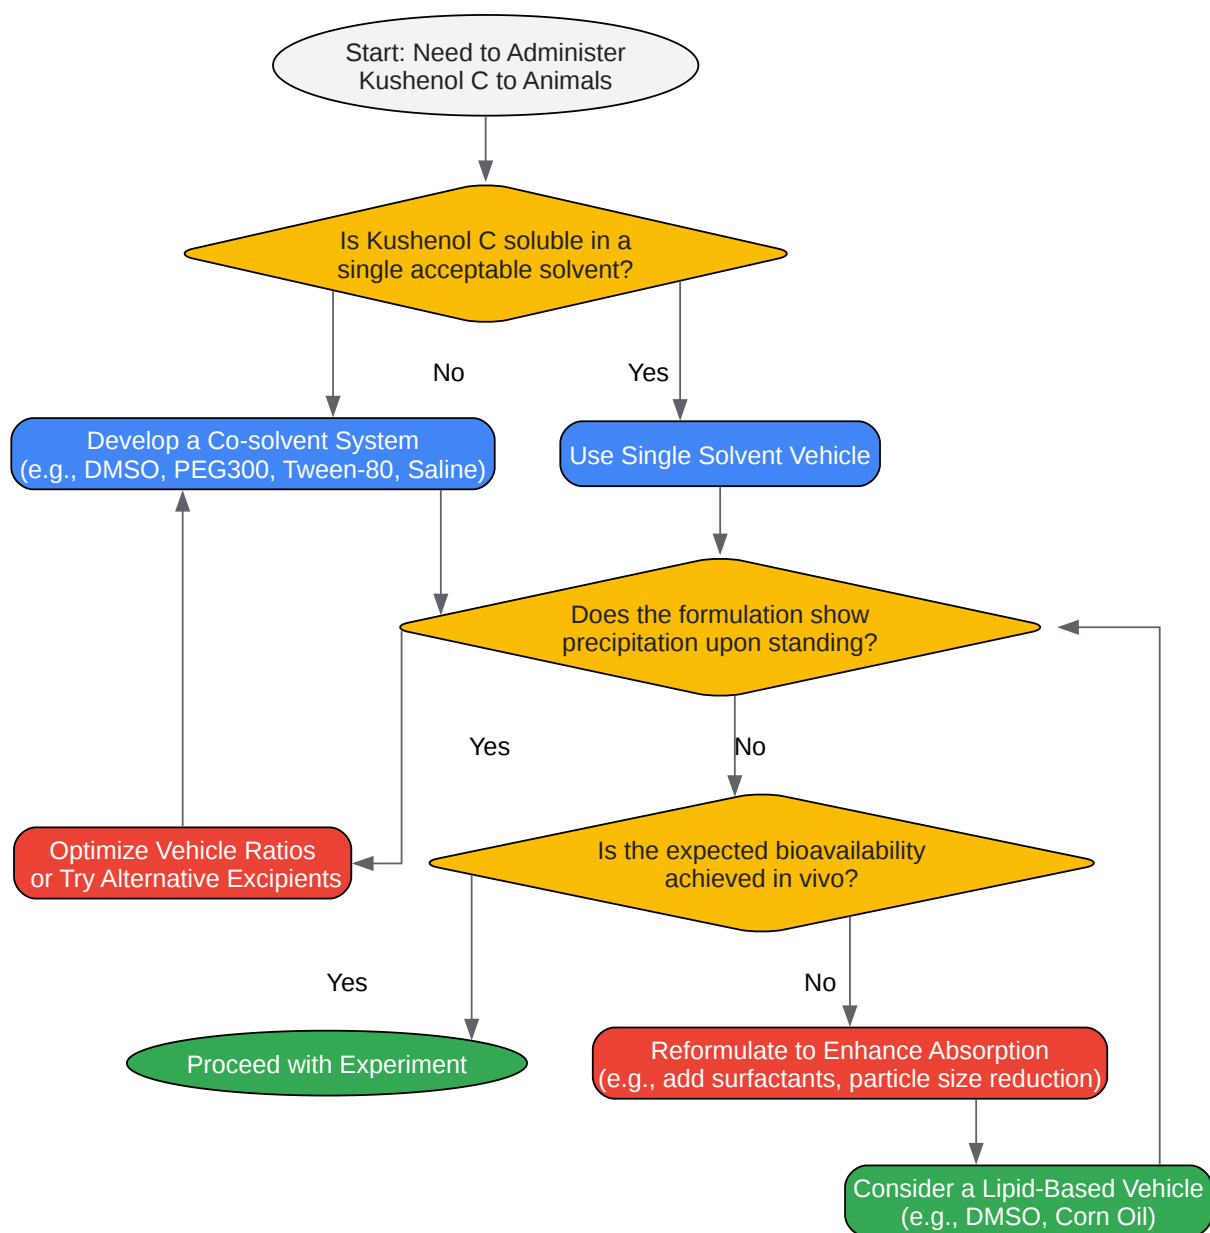 Start: Need to Administer
Kushenol C to Animals
Is Kushenol C soluble in a
single acceptable solvent?
No
Yes
Develop a Co-solvent System
(e.g., DMSO, PEG300, Tween-80, Saline)
Use Single Solvent Vehicle
Does the formulation show
precipitation upon standing?
Yes
No
Optimize Vehicle Ratios
or Try Alternative Excipients
Is the expected bioavailability
achieved in vivo?
Yes
No
Proceed with Experiment
Reformulate to Enhance Absorption
(e.g., add surfactants, particle size reduction)
Consider a Lipid-Based Vehicle
(e.g., DMSO, Corn Oil)